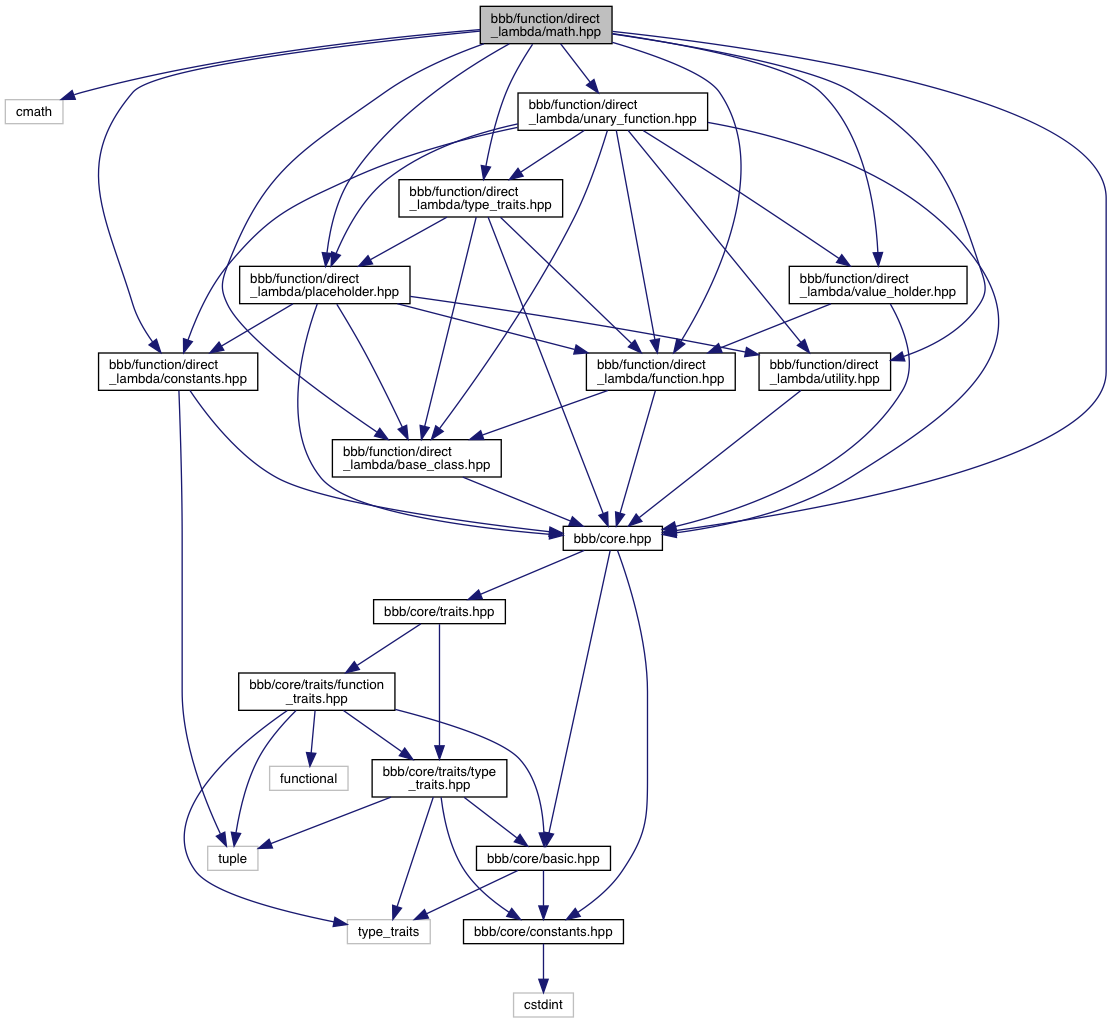 bbb/function/direct
_lambda/math.hpp
cmath
bbb/function/direct
_lambda/unary_function.hpp
bbb/function/direct
_lambda/type_traits.hpp
bbb/function/direct
_lambda/placeholder.hpp
bbb/function/direct
_lambda/value_holder.hpp
bbb/function/direct
_lambda/constants.hpp
bbb/function/direct
_lambda/function.hpp
bbb/function/direct
_lambda/utility.hpp
bbb/function/direct
_lambda/base_class.hpp
bbb/core.hpp
bbb/core/traits.hpp
bbb/core/traits/function
_traits.hpp
functional
bbb/core/traits/type
_traits.hpp
tuple
bbb/core/basic.hpp
type_traits
bbb/core/constants.hpp
cstdint